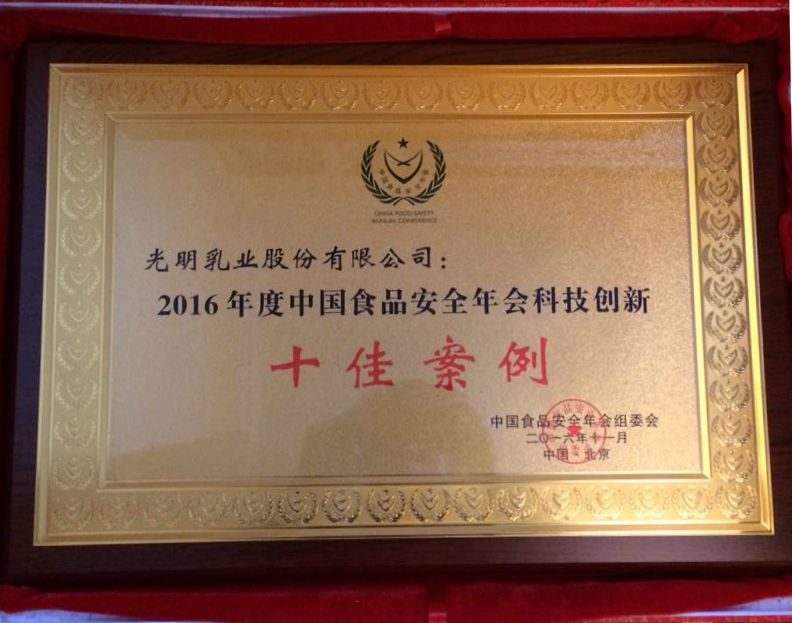 CHINA FOOD SAFETY
ANNUAL CONFERENCE
光明乳业股份有限公司：
2016年度中国食品安全年会科技创新
十佳案例
中国食品安全年会组委会
二〇一六年十一月
中国·北京